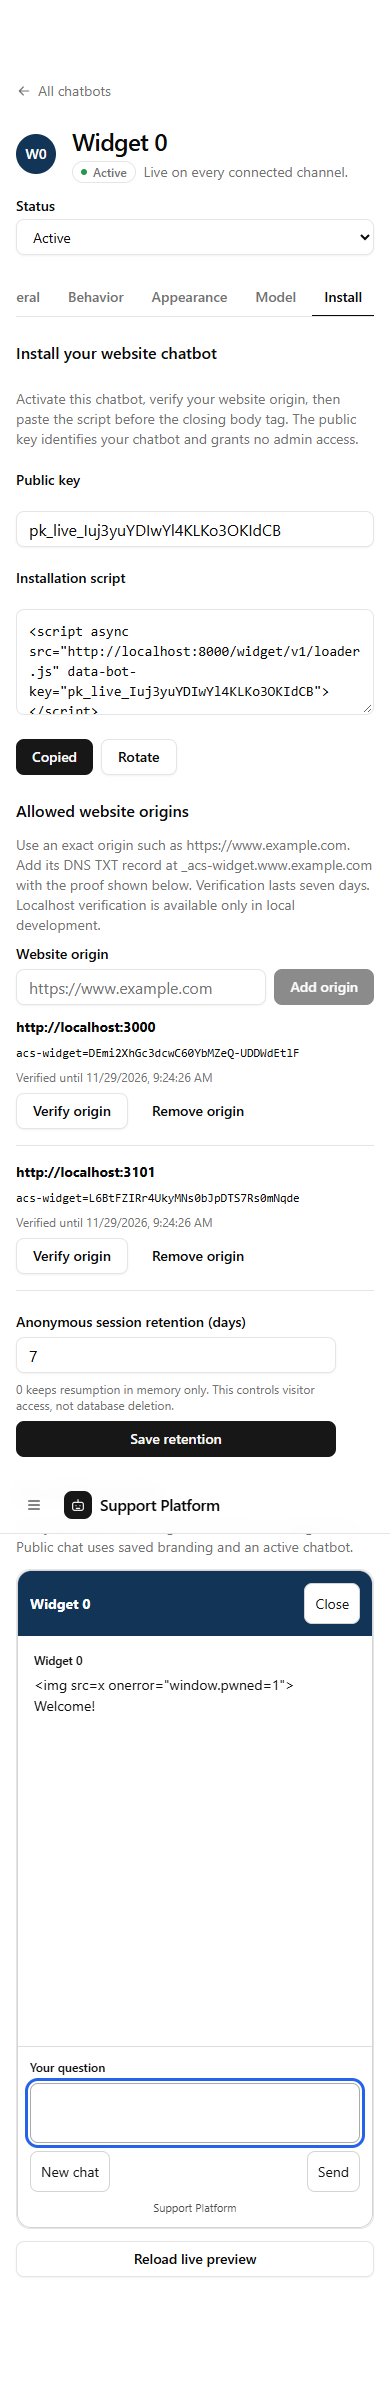 ← All chatbots
W0
Widget 0
Active
Live on every connected channel.
Status
Active
eral
Behavior
Appearance
Model
Install
Install your website chatbot
Activate this chatbot, verify your website origin, then
paste the script before the closing body tag. The public
key identifies your chatbot and grants no admin access.
Public key
pk_live_Iuj3yuYDIwYl4KLKo3OKIdCB
Installation script
<script async
src="http://localhost:8000/widget/v1/loader
.js" data-bot-
key="pk_live_Iuj3yuYDIwYl4KLKo3OKIdCB">
</script>
Copied
Rotate
Allowed website origins
Use an exact origin such as https://www.example.com.
Add its DNS TXT record at _acs-widget.www.example.com
with the proof shown below. Verification lasts seven days.
Localhost verification is available only in local
development.
Website origin
https://www.example.com
Add origin
http://localhost:3000
acs-widget=DEmi2XhGc3dcwC60YbMZeQ-UDDWdEtlF
Verified until 11/29/2026, 9:24:26 AM
Verify origin
Remove origin
http://localhost:3101
acs-widget=L6BtFZIRr4UkyMNs0bJpDTS7Rs0mNqde
Verified until 11/29/2026, 9:24:26 AM
Verify origin
Remove origin
Anonymous session retention (days)
7
0 keeps resumption in memory only. This controls visitor
access, not database deletion.
Save retention
Support Platform
Public chat uses saved branding and an active chatbot.
Widget 0
Close
Widget 0
<img src=x onerror="window.pwned=1">
Welcome!
Your question
New chat
Send
Support Platform
Reload live preview